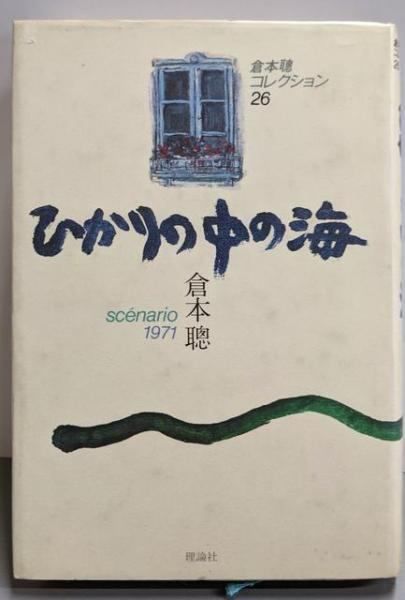 倉本聰
コレクション
26
ひかりの中の海
倉本聰
scénario
1971
理論社